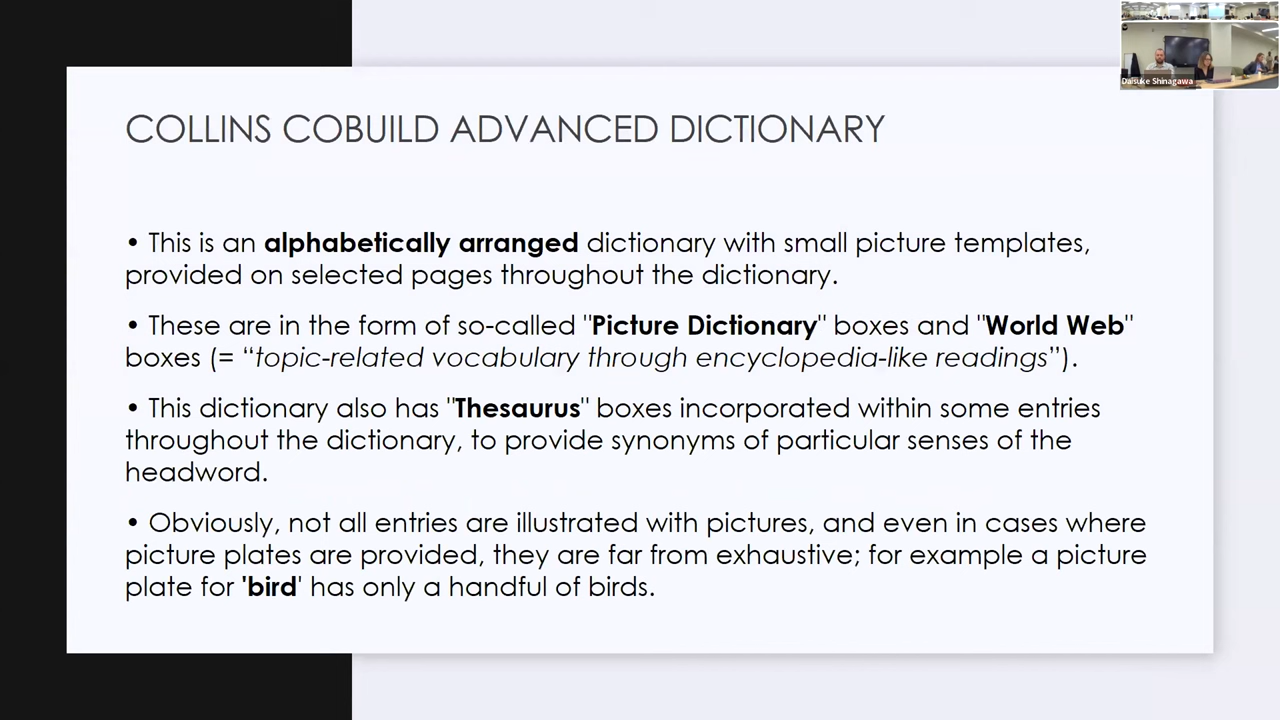 COLLINS COBUILD ADVANCED DICTIONARY
• This is an alphabetically arranged dictionary with small picture templates,
provided on selected pages throughout the dictionary.
• These are in the form of so-called "Picture Dictionary" boxes and "World Web"
boxes (= “topic-related vocabulary through encyclopedia-like readings”).
• This dictionary also has "Thesaurus" boxes incorporated within some entries
throughout the dictionary, to provide synonyms of particular senses of the
headword.
• Obviously, not all entries are illustrated with pictures, and even in cases where
picture plates are provided, they are far from exhaustive; for example a picture
plate for 'bird' has only a handful of birds.
Daisuke Shinagawa